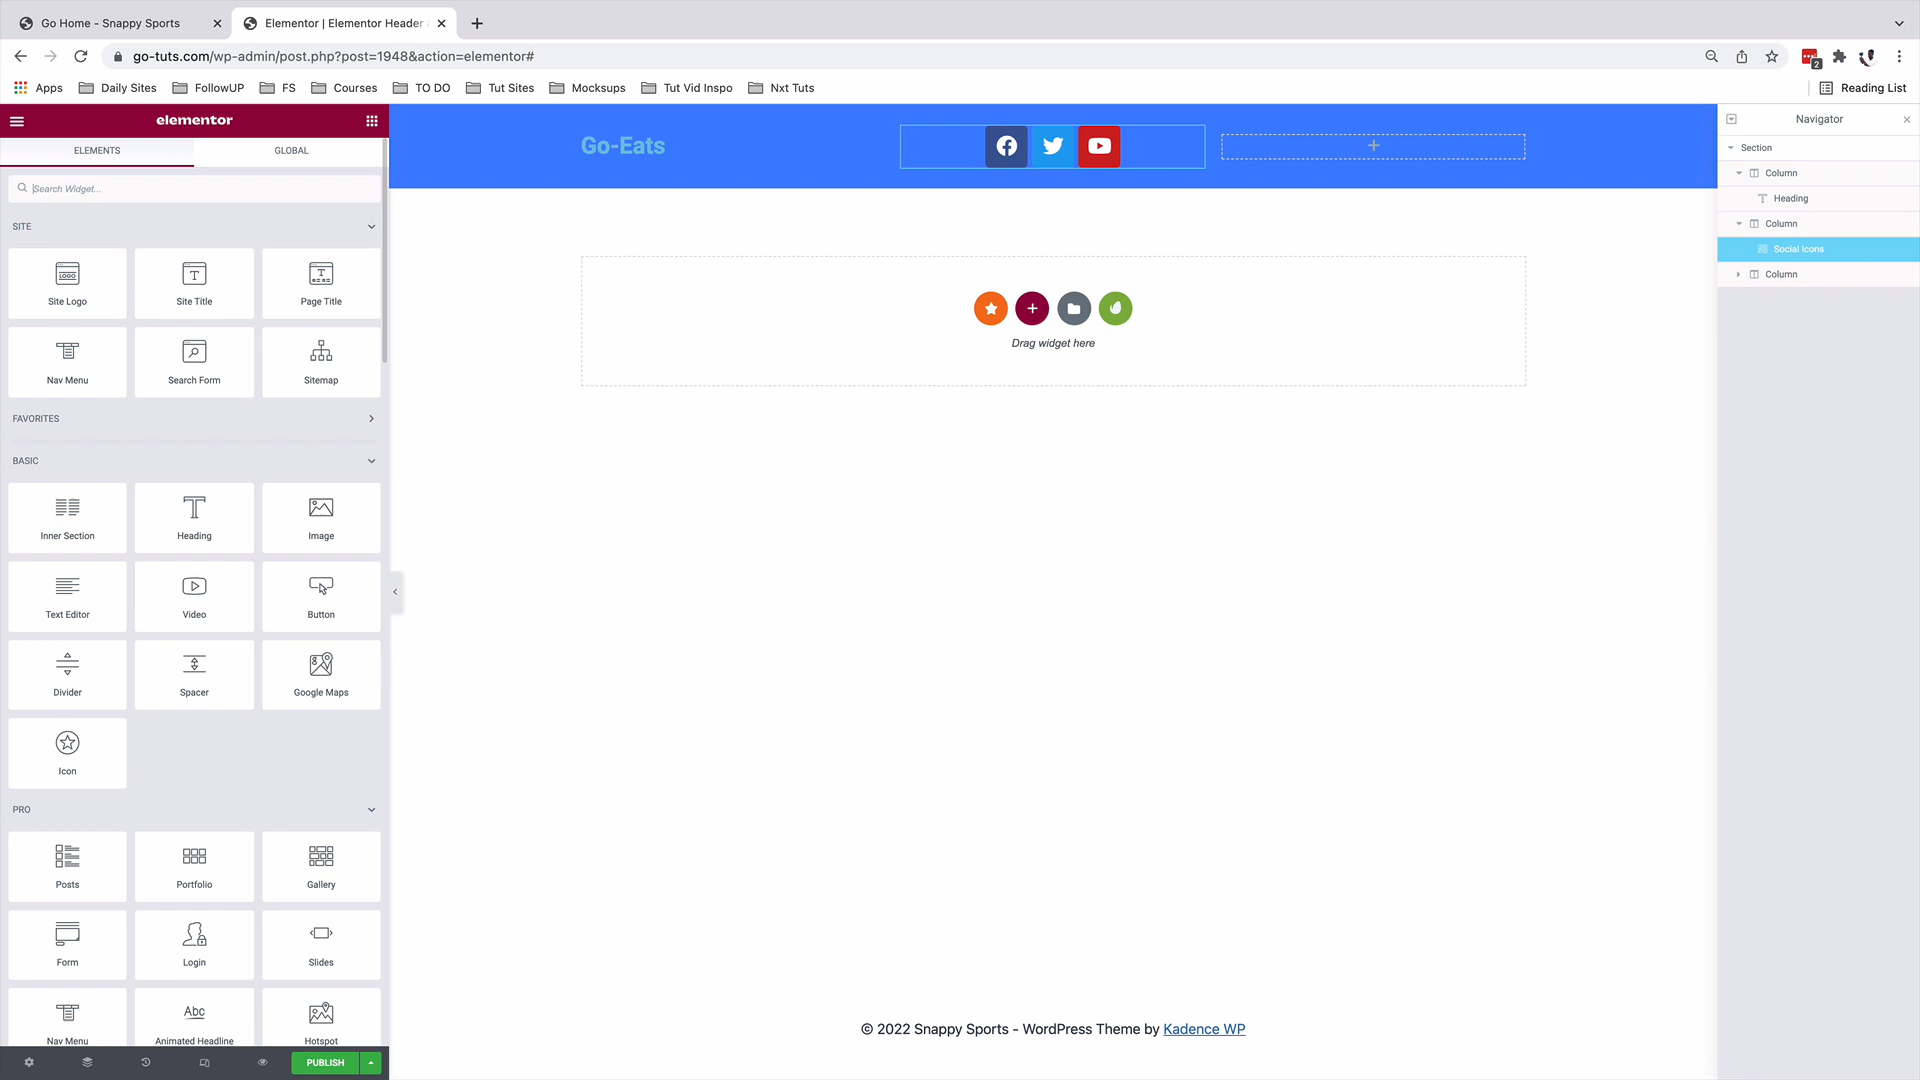 Go Home - Snappy Sports
Elementor | Elementor Header
go-tuts.com/wp-admin/post.php?post=1948&action=elementor#
2
Apps
Daily Sites
FollowUP
FS
Courses
TO DO
Tut Sites
Mocksups
Tut Vid Inspo
Nxt Tuts
Reading List
elementor
ELEMENTS
GLOBAL
Search Widget...
SITE
LOGO
Site Logo
Site Title
Page Title
Nav Menu
Search Form
Sitemap
FAVORITES
BASIC
Inner Section
Heading
Image
Text Editor
Video
Button
Divider
Spacer
Google Maps
Icon
PRO
Posts
Portfolio
Gallery
Form
Login
Slides
Nav Menu
Abc
Animated Headline
Hotspot
PUBLISH
Go-Eats
Drag widget here
© 2022 Snappy Sports - WordPress Theme by Kadence WP
Navigator
Section
Column
Heading
Column
Social Icons
Column